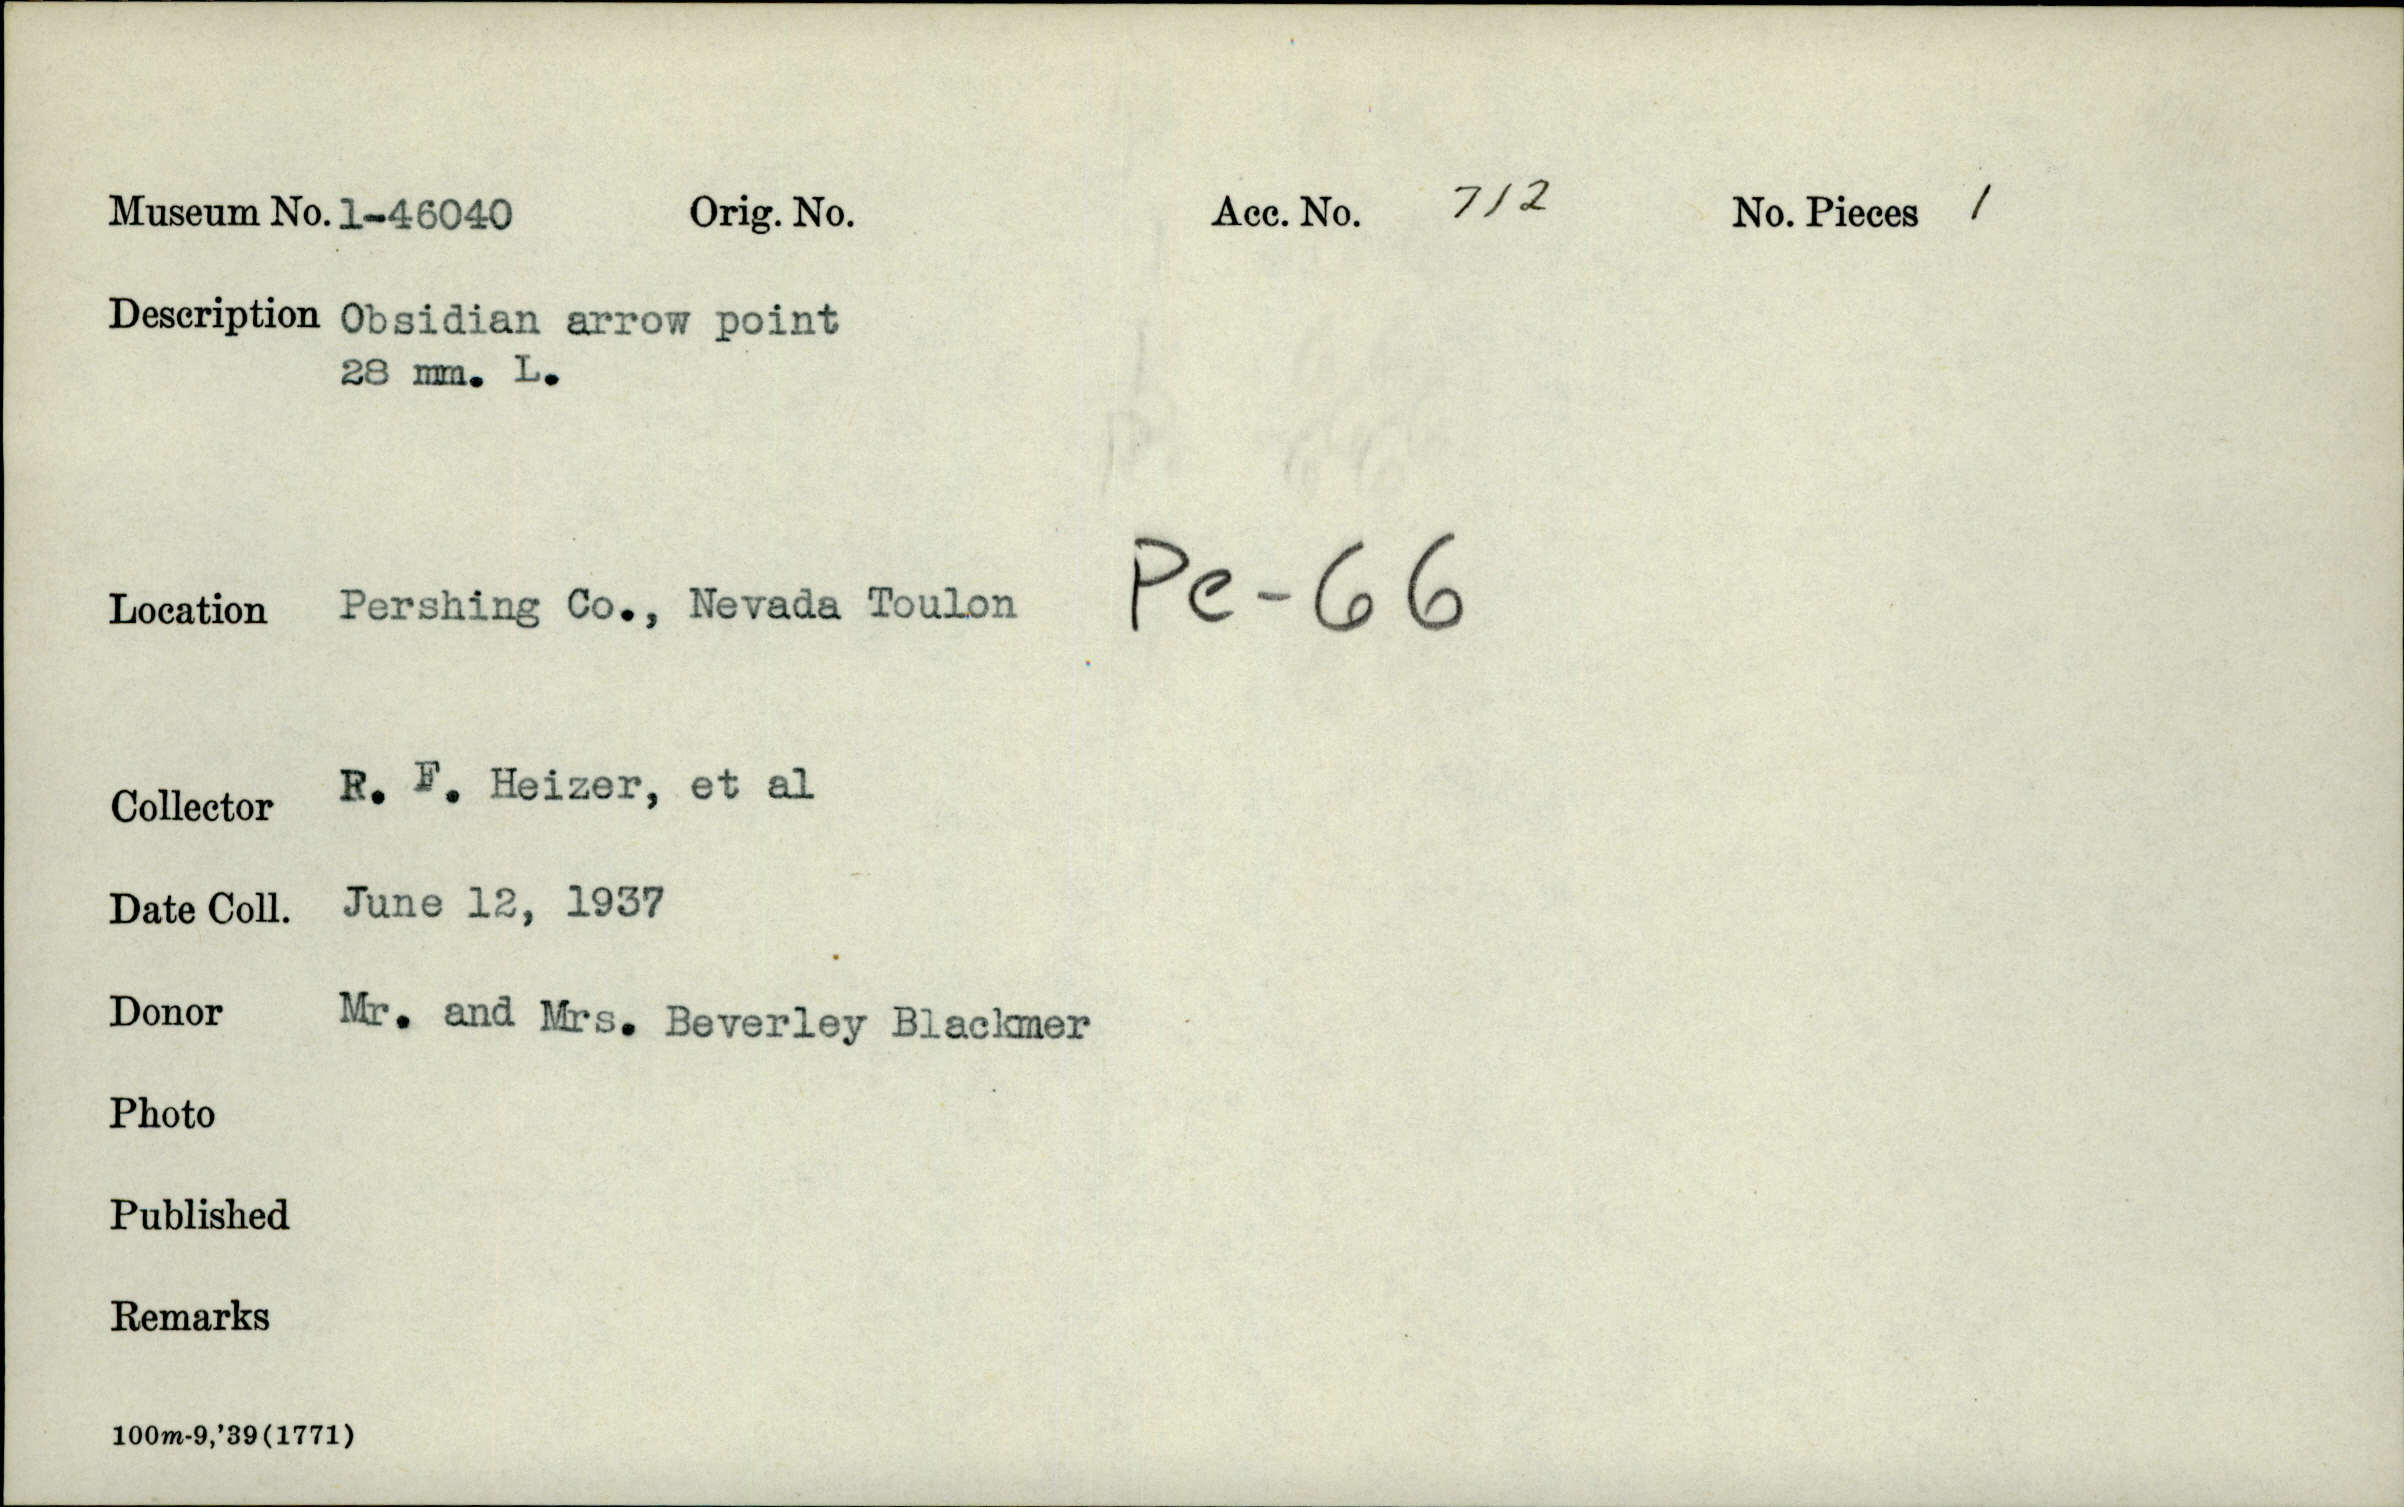 Museum No. 1-46040 Orig. No. Acc. No. 712 No. Pieces 1
Description Obsidian arrow point
28 mm. L.
Location Pershing Co., Nevada Toulon Pe-66
Collector R. F. Heizer, et al
Date Coll. June 12, 1937
Donor Mr. and Mrs. Beverley Blackmer
Photo
Published
Remarks
100m-9,'39(1771)